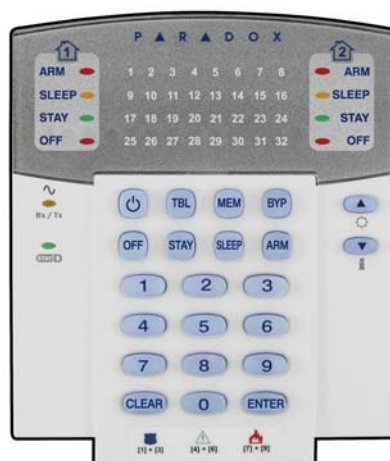 PARADOX
1 2
ARM 1 2 3 4 5 6 7 8 ARM
SLEEP 9 10 11 12 13 14 15 16 SLEEP
STAY 17 18 19 20 21 22 23 24 STAY
OFF 25 26 27 28 29 30 31 32 OFF
Rx / Tx
TBL MEM BYP
OFF STAY SLEEP ARM
STAY D
1 2 3
4 5 6
7 8 9
CLEAR 0 ENTER
[1] + [3] [4] + [6] [7] + [9]